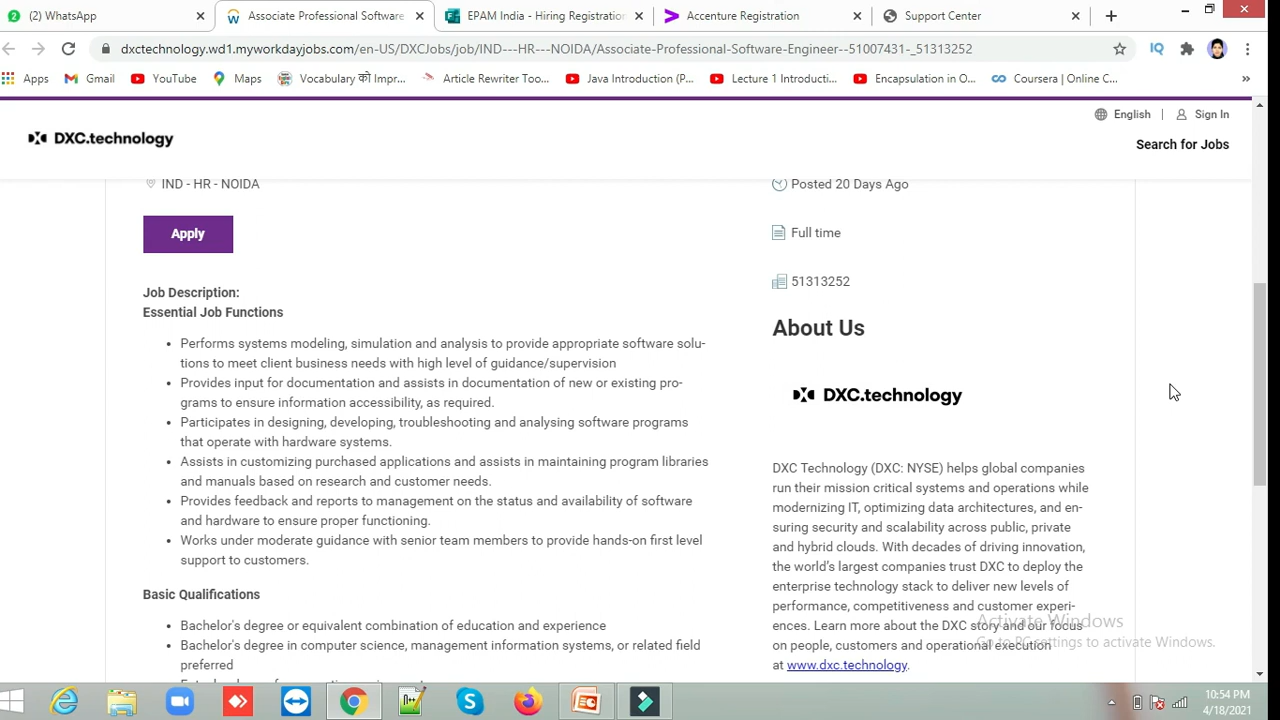 (2) WhatsApp
Associate Professional Software
EPAM India - Hiring Registration
Accenture Registration
Support Center
dxctechnology.wd1.myworkdayjobs.com/en-US/DXCJobs/job/IND---HR---NOIDA/Associate-Professional-Software-Engineer--51007431-_51313252
Apps
Gmail
YouTube
Maps
Vocabulary को Impr...
Article Rewriter Too...
Java Introduction (P...
Lecture 1 Introducti...
Encapsulation in O...
Coursera | Online C...
»
English | Sign In
DXC.technology
Search for Jobs
IND - HR - NOIDA
Posted 20 Days Ago
Apply
Full time
51313252
Job Description:
Essential Job Functions
• Performs systems modeling, simulation and analysis to provide appropriate software solu-
tions to meet client business needs with high level of guidance/supervision
• Provides input for documentation and assists in documentation of new or existing pro-
grams to ensure information accessibility, as required.
• Participates in designing, developing, troubleshooting and analysing software programs
that operate with hardware systems.
• Assists in customizing purchased applications and assists in maintaining program libraries
and manuals based on research and customer needs.
• Provides feedback and reports to management on the status and availability of software
and hardware to ensure proper functioning.
• Works under moderate guidance with senior team members to provide hands-on first level
support to customers.
Basic Qualifications
• Bachelor's degree or equivalent combination of education and experience
• Bachelor's degree in computer science, management information systems, or related field
preferred
About Us
DXC.technology
DXC Technology (DXC: NYSE) helps global companies
run their mission critical systems and operations while
modernizing IT, optimizing data architectures, and en-
suring security and scalability across public, private
and hybrid clouds. With decades of driving innovation,
the world's largest companies trust DXC to deploy the
enterprise technology stack to deliver new levels of
performance, competitiveness and customer experi-
ences. Learn more about the DXC story and our focus
on people, customers and operational execution
at www.dxc.technology.
Activate Windows
Go to PC settings to activate Windows.
10:54 PM
4/18/2021